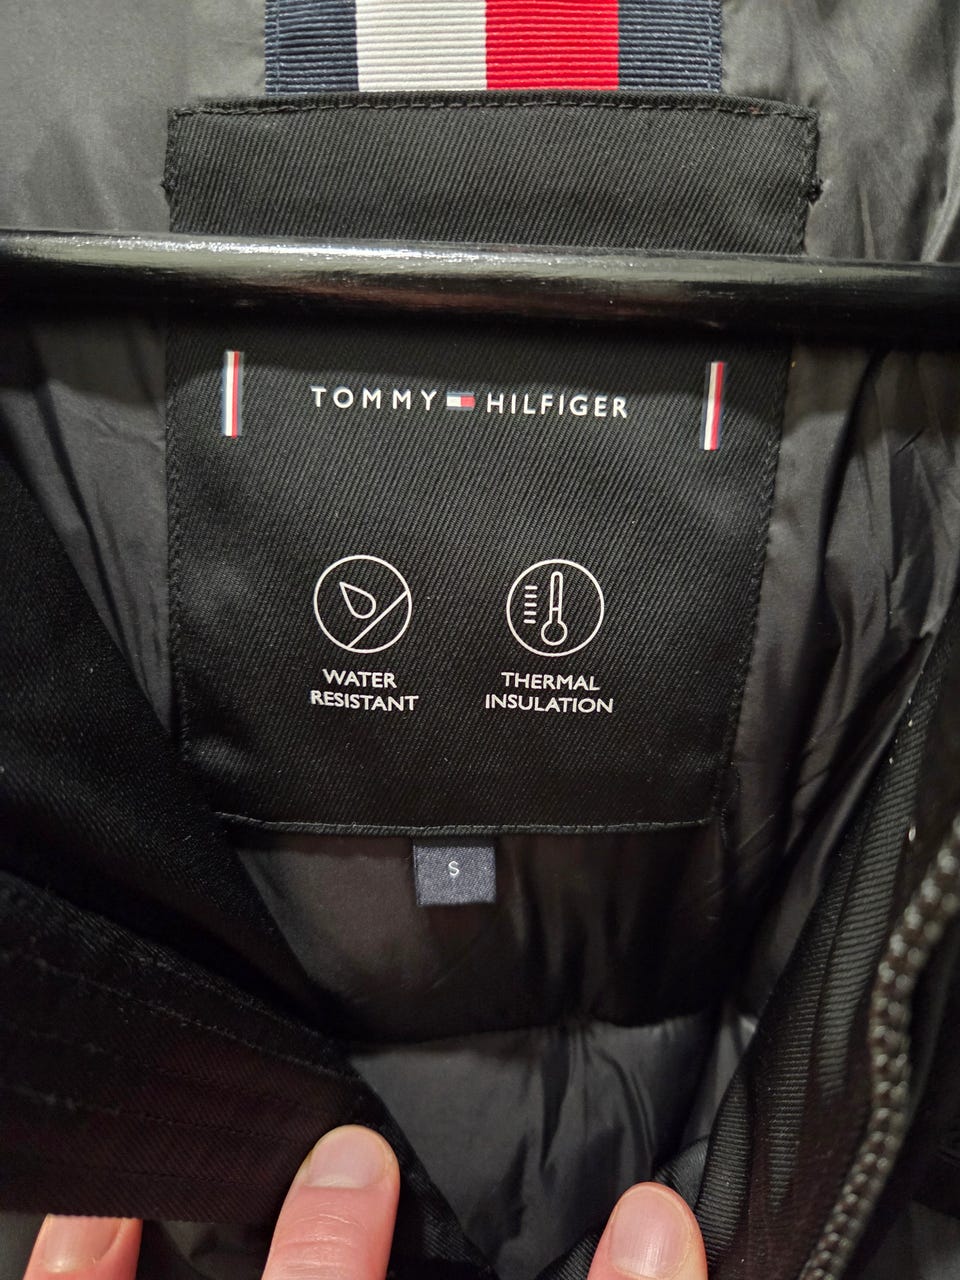 TOMMY HILFIGER
WATER
RESISTANT
THERMAL
INSULATION
S